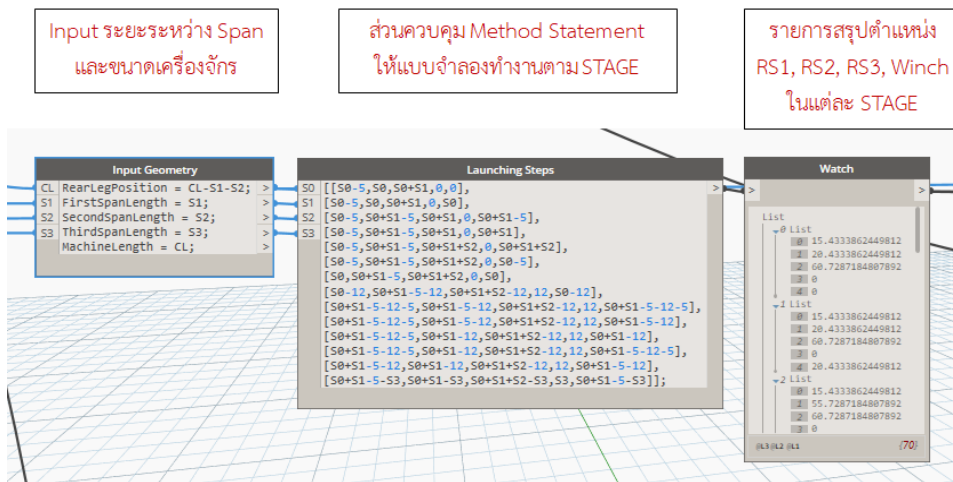 Input ระยะระหว่าง Span
และขนาดเครื่องจักร
ส่วนควบคุม Method Statement
ให้แบบจำลองทำงานตาม STAGE
รายการสรุปตำแหน่ง
RS1, RS2, RS3, Winch
ในแต่ละ STAGE
Input Geometry
CL RearLegPosition = CL-S1-S2; >
S1 FirstSpanLength = S1; >
S2 SecondSpanLength = S2; >
S3 ThirdSpanLength = S3; >
MachineLength = CL; >
Launching Steps
S0 [[S0-5,S0,S0+S1,0,0], >
S1 [S0-5,S0,S0+S1,0,S0],
S2 [S0-5,S0+S1-5,S0+S1,0,S0+S1-5],
S3 [S0-5,S0+S1-5,S0+S1,0,S0+S1],
[S0-5,S0+S1-5,S0+S1+S2,0,S0+S1+S2],
[S0-5,S0+S1-5,S0+S1+S2,0,S0-5],
[S0,S0+S1-5,S0+S1+S2,0,S0],
[S0-12,S0+S1-5-12,S0+S1+S2-12,12,S0-12],
[S0+S1-5-12-5,S0+S1-5-12,S0+S1+S2-12,12,S0+S1-5-12-5],
[S0+S1-5-12-5,S0+S1-5-12,S0+S1+S2-12,12,S0+S1-5-12],
[S0+S1-5-12-5,S0+S1-12,S0+S1+S2-12,12,S0+S1-12],
[S0+S1-5-12-5,S0+S1-12,S0+S1+S2-12,12,S0+S1-5-12-5],
[S0+S1-5-12,S0+S1-12,S0+S1+S2-12,12,S0+S1-5-12],
[S0+S1-5-S3,S0+S1-S3,S0+S1+S2-S3,S3,S0+S1-5-S3]];
Watch
> >
List
0 List
0 15.4333862449812
1 20.4333862449812
2 60.7287184807892
3 0
4 0
1 List
0 15.4333862449812
1 20.4333862449812
2 60.7287184807892
3 0
4 20.4333862449812
2 List
0 15.4333862449812
1 55.7287184807892
2 60.7287184807892
3 0
@L3 @L2 @L1 {70}